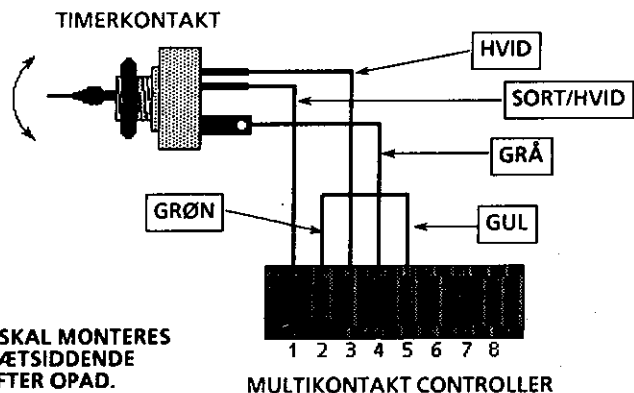 TIMERKONTAKT
HVID
SORT/HVID
GRÅ
GRØN
GUL
SKAL MONTERES
ÆTSIDDENDE
FTER OPAD.
1 2 3 4 5 6 7 8
MULTIKONTAKT CONTROLLER